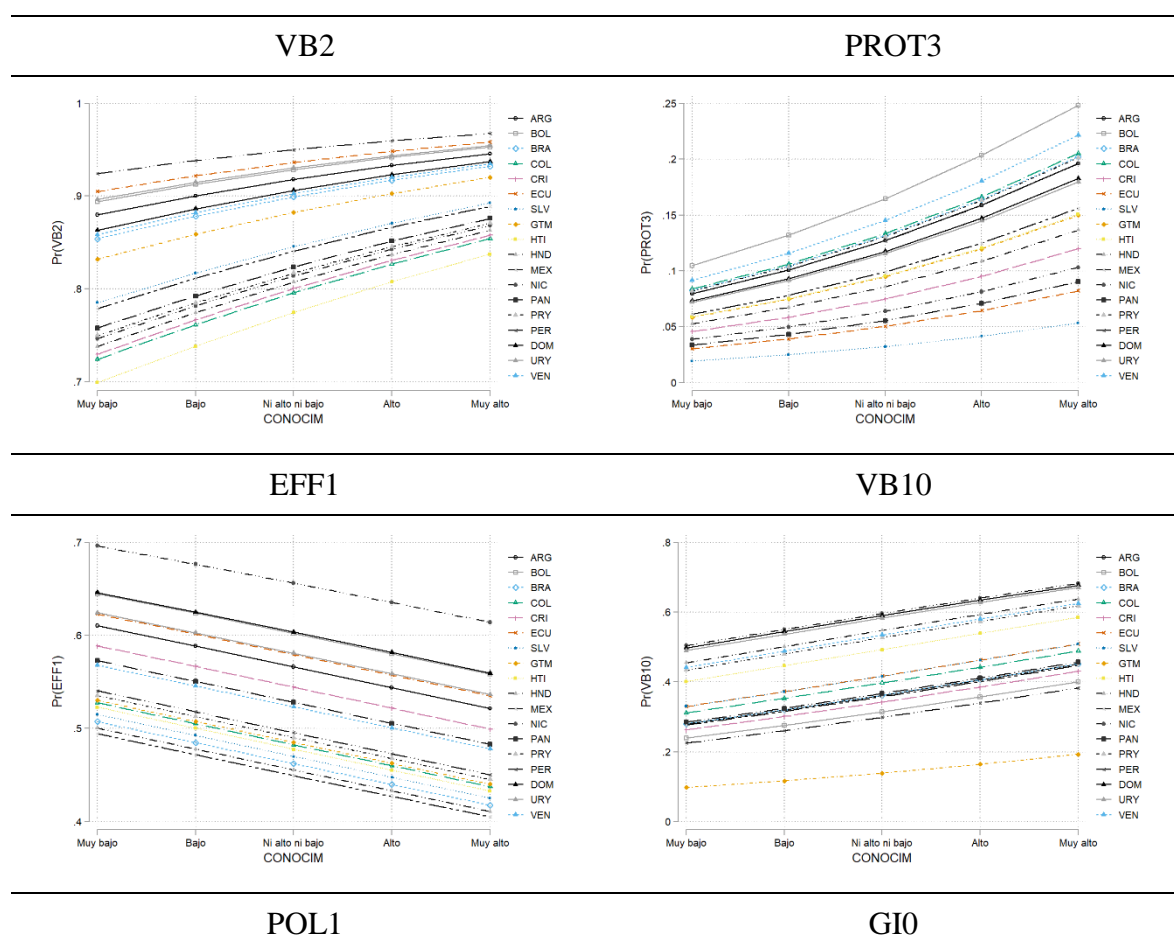 VB2 PROT3
Pr(VB2)
1
.9
.8
.7
Muy bajo Bajo Ni alto ni bajo Alto Muy alto
CONOCIM
ARG
BOL
BRA
COL
CRI
ECU
SLV
GTM
HTI
HND
MEX
NIC
PAN
PRY
PER
DOM
URY
VEN
Pr(PROT3)
.25
.2
.15
.1
.05
0
Muy bajo Bajo Ni alto ni bajo Alto Muy alto
CONOCIM
ARG
BOL
BRA
COL
CRI
ECU
SLV
GTM
HTI
HND
MEX
NIC
PAN
PRY
PER
DOM
URY
VEN
EFF1 VB10
Pr(EFF1)
.7
.6
.5
.4
Muy bajo Bajo Ni alto ni bajo Alto Muy alto
CONOCIM
ARG
BOL
BRA
COL
CRI
ECU
SLV
GTM
HTI
HND
MEX
NIC
PAN
PRY
PER
DOM
URY
VEN
Pr(VB10)
.8
.6
.4
.2
0
Muy bajo Bajo Ni alto ni bajo Alto Muy alto
CONOCIM
ARG
BOL
BRA
COL
CRI
ECU
SLV
GTM
HTI
HND
MEX
NIC
PAN
PRY
PER
DOM
URY
VEN
POL1 GI0